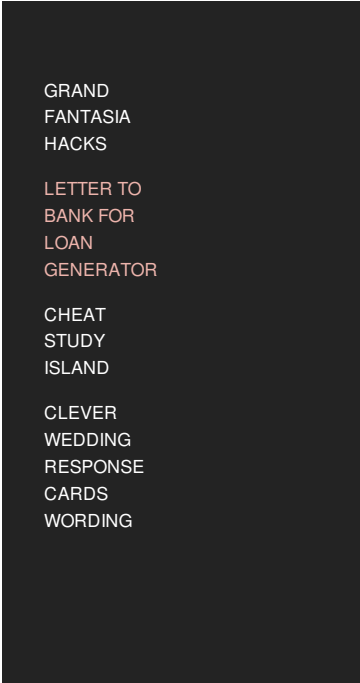 GRAND
FANTASIA
HACKS
LETTER TO
BANK FOR
LOAN
GENERATOR
CHEAT
STUDY
ISLAND
CLEVER
WEDDING
RESPONSE
CARDS
WORDING